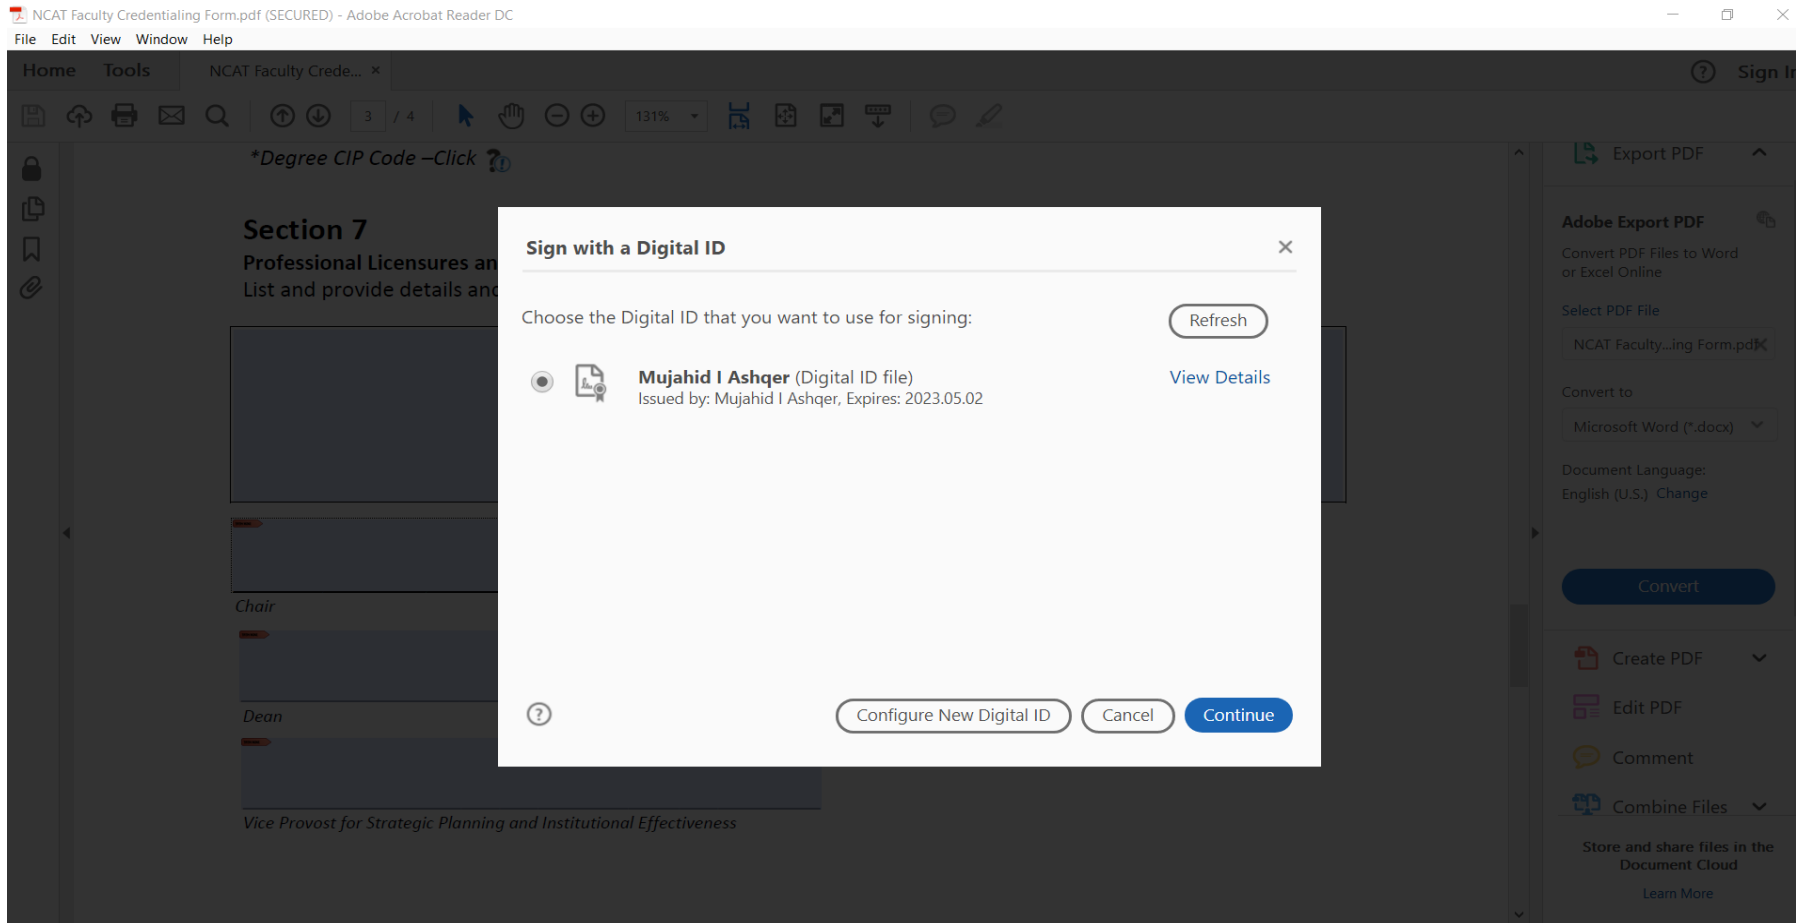 NCAT Faculty Credentialing Form.pdf (SECURED) - Adobe Acrobat Reader DC
File Edit View Window Help
Home Tools NCAT Faculty Crede... × Sign In
3 / 4 131%
*Degree CIP Code –Click
Section 7
Professional Licensures an
List and provide details and
Chair
Dean
Vice Provost for Strategic Planning and Institutional Effectiveness
Sign with a Digital ID
Choose the Digital ID that you want to use for signing:
Refresh
Mujahid I Ashqer (Digital ID file)
View Details
Issued by: Mujahid I Ashqer, Expires: 2023.05.02
Configure New Digital ID
Cancel
Continue
Export PDF
Adobe Export PDF
Convert PDF Files to Word
or Excel Online
Select PDF File
NCAT Faculty...ing Form.pdf
Convert to
Microsoft Word (*.docx)
Document Language:
English (U.S.) Change
Convert
Create PDF
Edit PDF
Comment
Combine Files
Store and share files in the
Document Cloud
Learn More